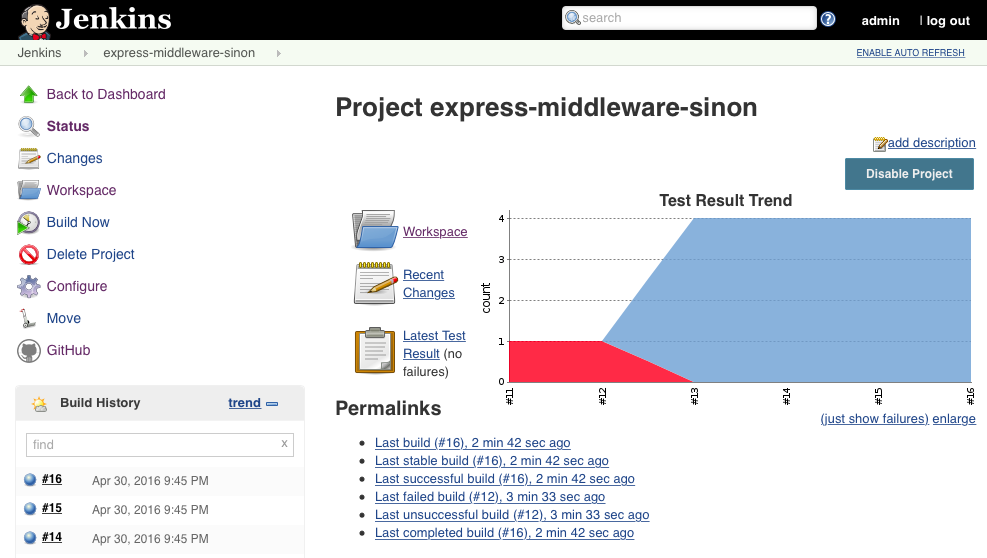 Jenkins
search
?
admin
| log out
Jenkins
express-middleware-sinon
ENABLE AUTO REFRESH
Back to Dashboard
Status
Changes
Workspace
Build Now
Delete Project
Configure
Move
GitHub
Build History
trend
find
x
#16
Apr 30, 2016 9:45 PM
#15
Apr 30, 2016 9:45 PM
#14
Apr 30, 2016 9:45 PM
Project express-middleware-sinon
add description
Disable Project
Workspace
Recent
Changes
Latest Test
Result (no
failures)
Test Result Trend
count
4
3
2
1
0
#11
#12
#13
#14
#15
#16
(just show failures) enlarge
Permalinks
Last build (#16), 2 min 42 sec ago
Last stable build (#16), 2 min 42 sec ago
Last successful build (#16), 2 min 42 sec ago
Last failed build (#12), 3 min 33 sec ago
Last unsuccessful build (#12), 3 min 33 sec ago
Last completed build (#16), 2 min 42 sec ago